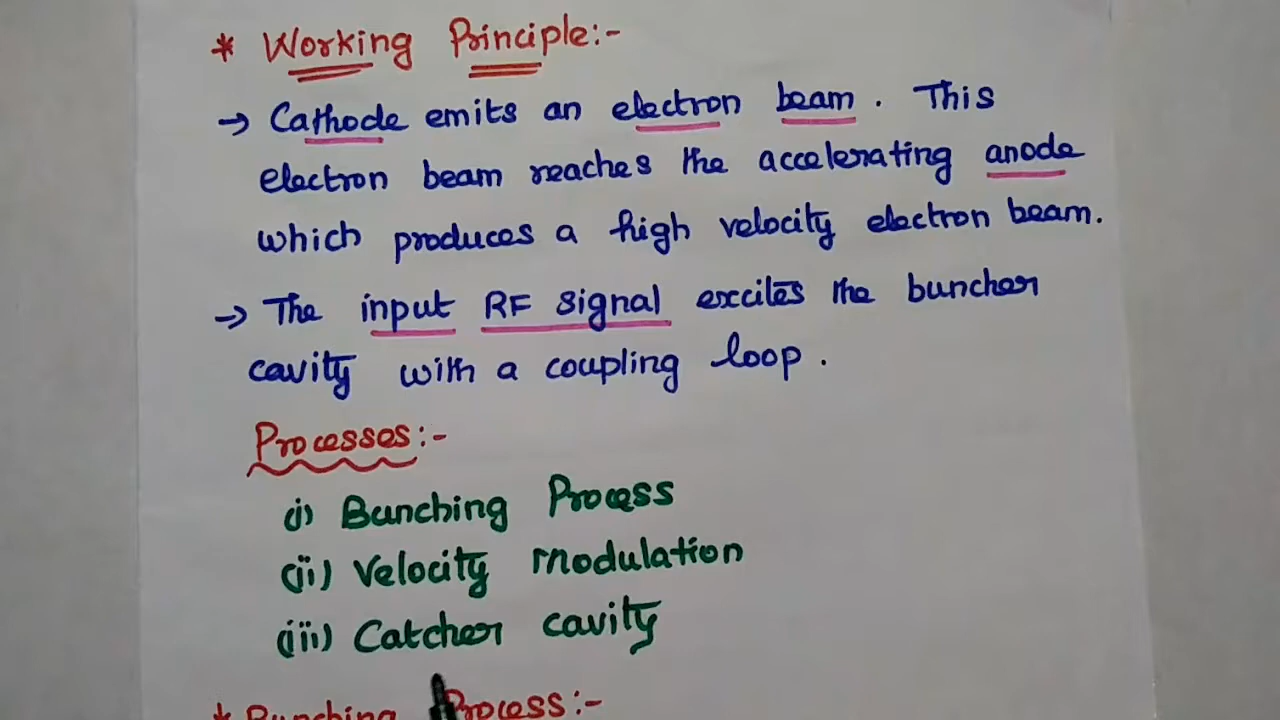 * Working Principle:-
→ Cathode emits an electron beam. This
electron beam reaches the accelerating anode
which produces a high velocity electron beam.
→ The input RF signal excites the buncher
cavity with a coupling loop.
Processes:-
(i) Bunching Process
(ii) Velocity modulation
(iii) Catcher cavity
* Bunching Process:-